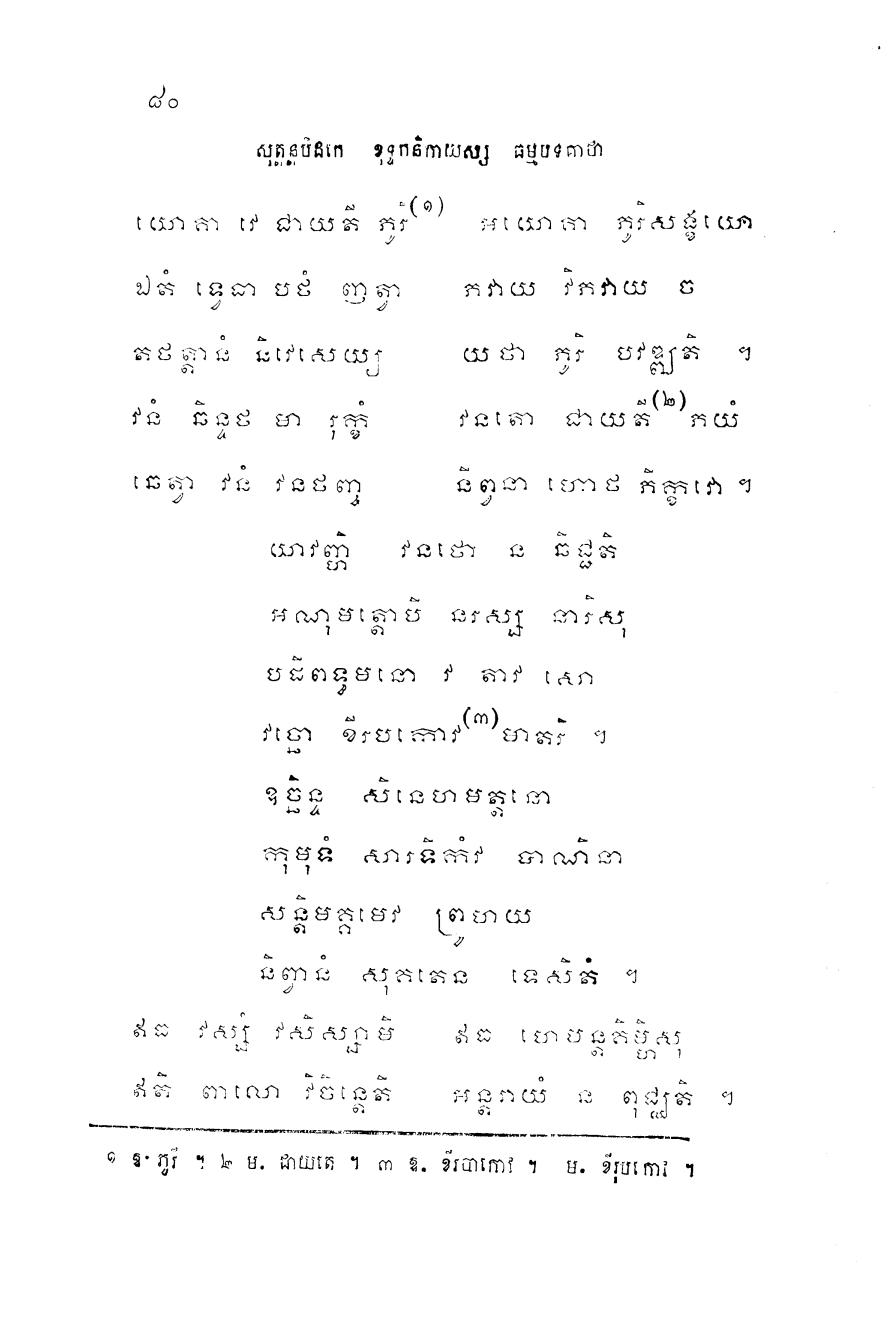 ៨០
សុត្តន្តបិដកេ ខុទ្ទកនិកាយស្ស ធម្មបទគាថា
យោគា វេ ជាយតី ភូរិ(១) អយោគា ភូរិសង្ខយោ
ឯតំ ទ្វេធា បថំ ញត្វា ភវាយ វិភវាយ ច
តថត្តានំ និវេសេយ្យ យថា ភូរិ បវឌ្ឍតិ ។
វនំ ឆិន្ទថ មា រុក្ខំ វនតោ ជាយតី(២)ភយំ
ឆេត្វា វនំ វនថញ្ច និព្វនា ហោថ ភិក្ខវោ ។
យាវញ្ហិ វនថោ ន ឆិជ្ជតិ
អណុមត្តោបិ នរស្ស នារិសុ
បដិពទ្ធមនោ វ តាវ សោ
វច្ឆោ ខីរបកោវ(៣)មាតរិ ។
ឧច្ឆិន្ទ សិនេហមត្តនោ
កុមុទំ សារទិកំវ បាណិនា
សន្តិមគ្គមេវ ព្រូហយ
និព្វានំ សុគតេន ទេសិតំ ។
ឥធ វស្សំ វសិស្សាមិ ឥធ ហេមន្តគិម្ហិសុ
ឥតិ ពាលោ វិចិន្តេតិ អន្តរាយំ ន ពុជ្ឈតិ ។
១ ឱ. ភូរី ។ ២ ម. ជាយតេ ។ ៣ ឱ. ខីរបាកោវ ។ ម. ខីរុបកោវ ។